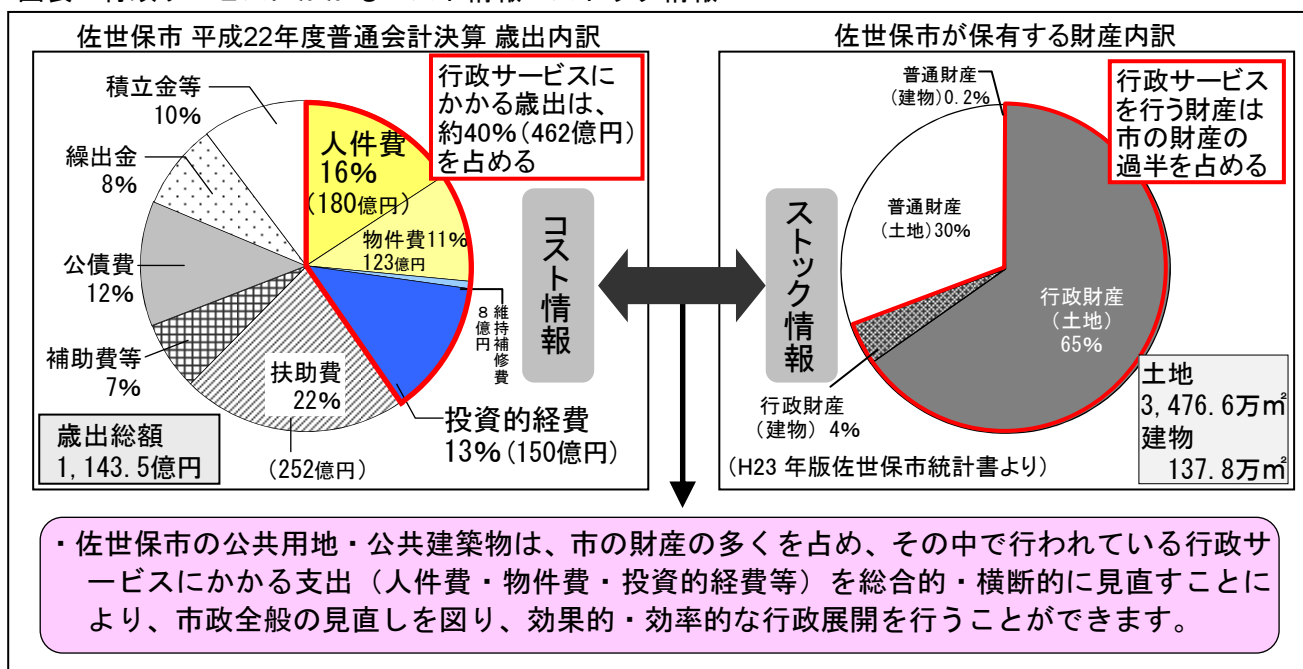 佐世保市 平成22年度普通会計決算 歳出内訳
行政サービスに
かかる歳出は、
約40%(462億円)
を占める
積立金等
10%
繰出金
8%
公債費
12%
補助費等
7%
扶助費
22%
(252億円)
人件費
16%
(180億円)
物件費11%
123億円
維持補修費
8億円
投資的経費
13%(150億円)
歳出総額
1,143.5億円
コスト情報
ストック情報
佐世保市が保有する財産内訳
普通財産
(建物)0.2%
行政サービス
を行う財産は
市の財産の
過半を占める
普通財産
(土地)30%
行政財産
(土地)
65%
行政財産
(建物) 4%
土地
3,476.6万㎡
建物
137.8万㎡
(H23 年版佐世保市統計書より)
・佐世保市の公共用地・公共建築物は、市の財産の多くを占め、その中で行われている行政サ
ービスにかかる支出（人件費・物件費・投資的経費等）を総合的・横断的に見直すことに
より、市政全般の見直しを図り、効果的・効率的な行政展開を行うことができます。